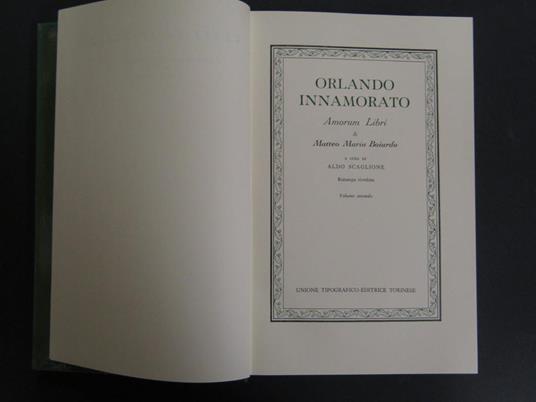 ORLANDO
INNAMORATO
Amorum Libri
di
Matteo Maria Boiardo
A CURA DI
ALDO SCAGLIONE
Ristampa riveduta
Volume secondo
UNIONE TIPOGRAFICO-EDITRICE TORINESE